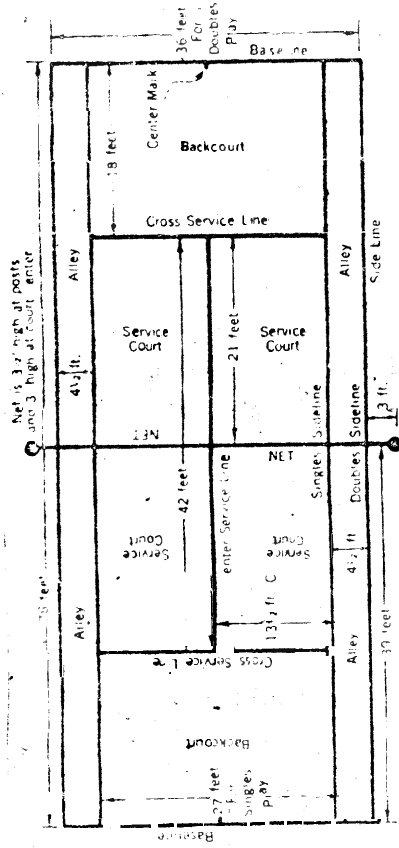 36 feet
For
Doubles
Play
Baseline
Center Mark
18 feet
Backcourt
Cross Service Line
Alley
Alley
Side Line
Net is 3½' high at posts
and 3' high at court enter
4½ ft.
Service
Court
21 feet
Service
Court
NET
NET
Singles Sideline
Doubles Sideline
3 ft.
42 feet
enter Service Line
Service
Court
Service
Court
4½ ft
13½ ft. C
Alley
Alley
Cross Service Line
39 feet
feet
Backcourt
27 feet
For
Singles
Play
Baseline